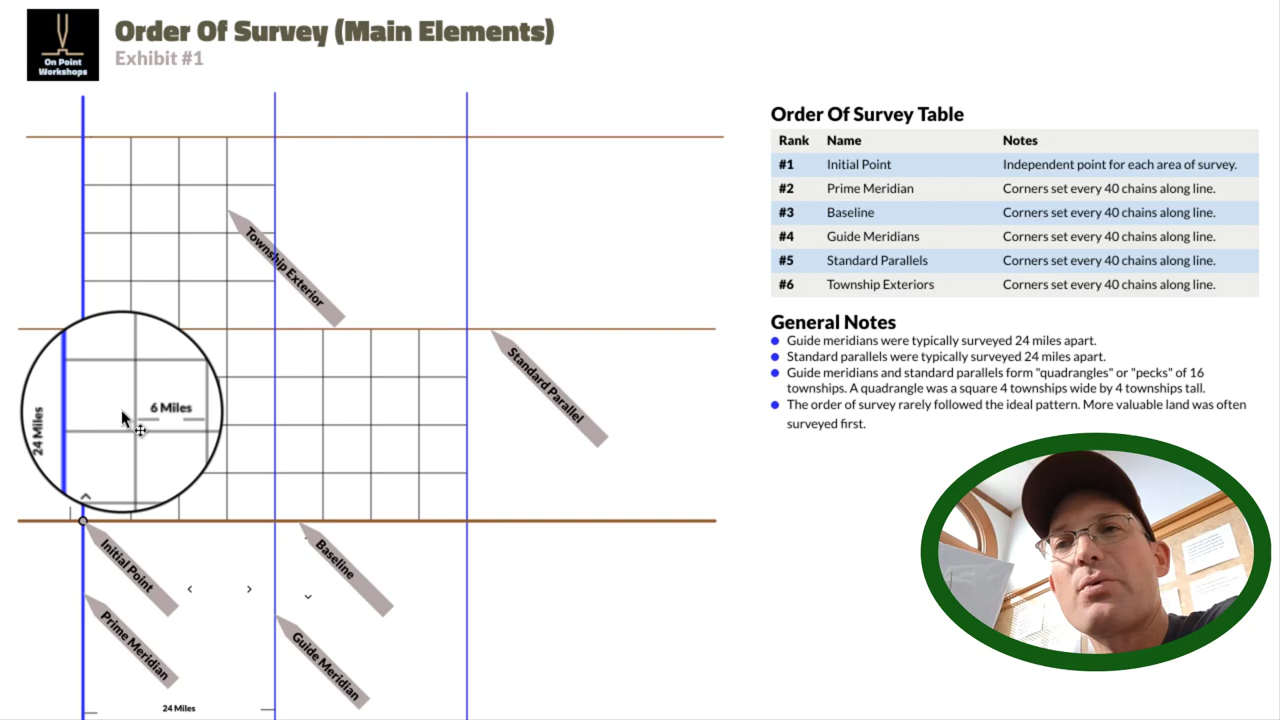 On Point
Workshops
Order Of Survey (Main Elements)
Exhibit #1
Township Exterior
Standard Parallel
6 Miles
24 Miles
Initial Point
Baseline
Prime Meridian
Guide Meridian
24 Miles
Order Of Survey Table
Rank Name Notes
#1 Initial Point Independent point for each area of survey.
#2 Prime Meridian Corners set every 40 chains along line.
#3 Baseline Corners set every 40 chains along line.
#4 Guide Meridians Corners set every 40 chains along line.
#5 Standard Parallels Corners set every 40 chains along line.
#6 Township Exteriors Corners set every 40 chains along line.
General Notes
Guide meridians were typically surveyed 24 miles apart.
Standard parallels were typically surveyed 24 miles apart.
Guide meridians and standard parallels form "quadrangles" or "pecks" of 16
townships. A quadrangle was a square 4 townships wide by 4 townships tall.
The order of survey rarely followed the ideal pattern. More valuable land was often
surveyed first.